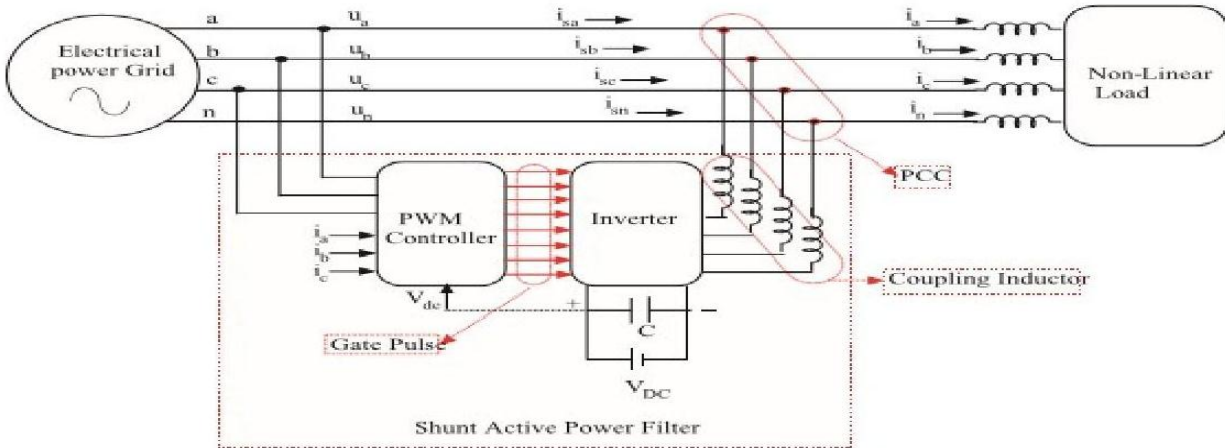 a
u_a
i_sa
i_a
Electrical
power Grid
b
u_b
i_sb
i_b
c
u_c
i_sc
i_c
Non-Linear
Load
n
u_n
i_sn
i_n
PCC
PWM
Controller
Inverter
i_a
i_b
i_c
Coupling Inductor
V_dc
+
C
Gate Pulse
V_DC
Shunt Active Power Filter